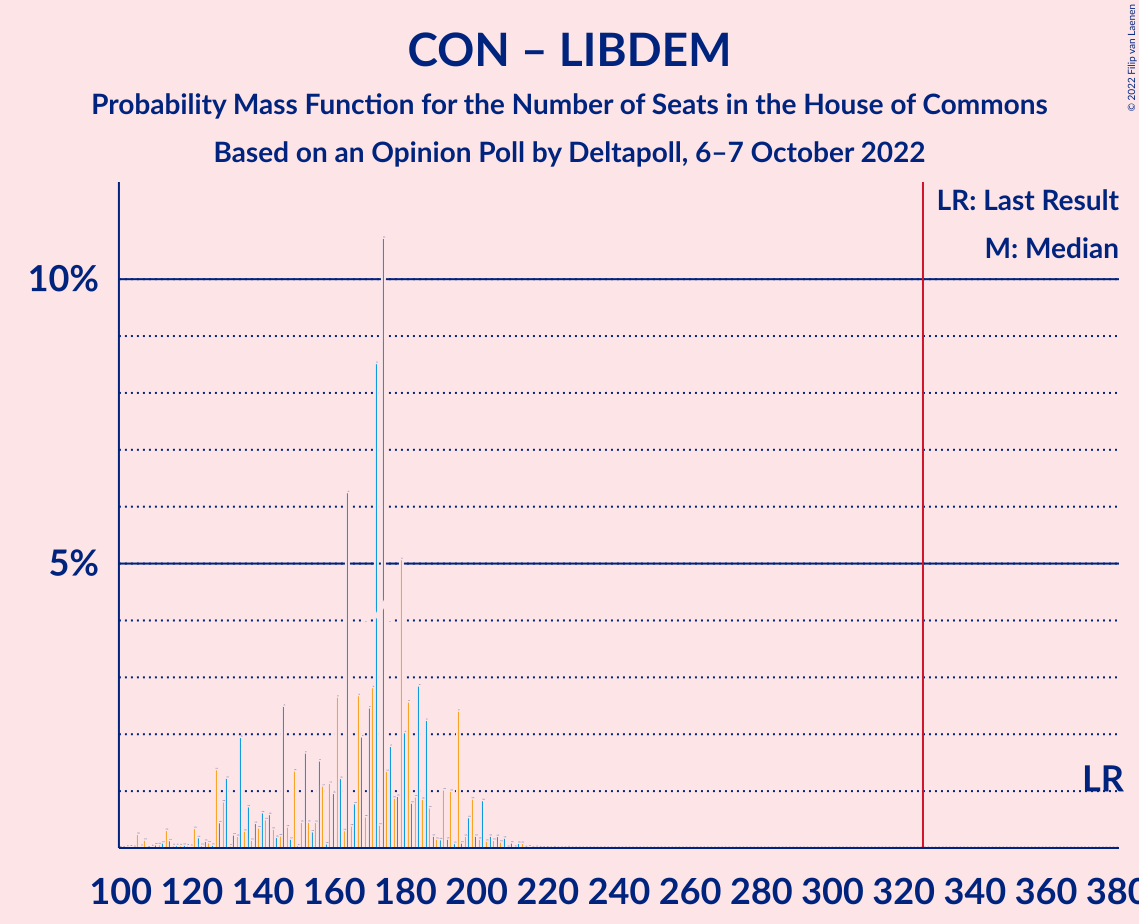 CON – LIBDEM
Probability Mass Function for the Number of Seats in the House of Commons
Based on an Opinion Poll by Deltapoll, 6–7 October 2022
© 2022 Filip van Laenen
LR: Last Result
M: Median
10%
5%
LR
100 120 140 160 180 200 220 240 260 280 300 320 340 360 380